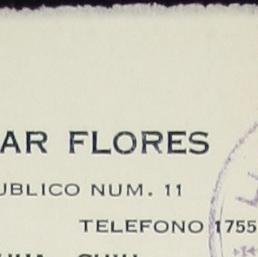 AR FLORES
UBLICO NUM. 11
TELEFONO 1755